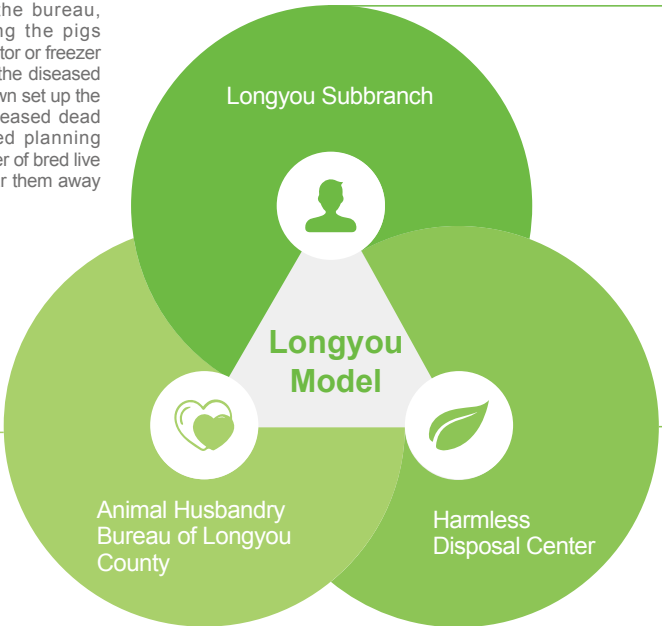 the bureau,
ng the pigs
tor or freezer
the diseased
wn set up the
eased dead
ed planning
er of bred live
r them away
Longyou Subbranch
Longyou
Model
Animal Husbandry
Bureau of Longyou
County
Harmless
Disposal Center